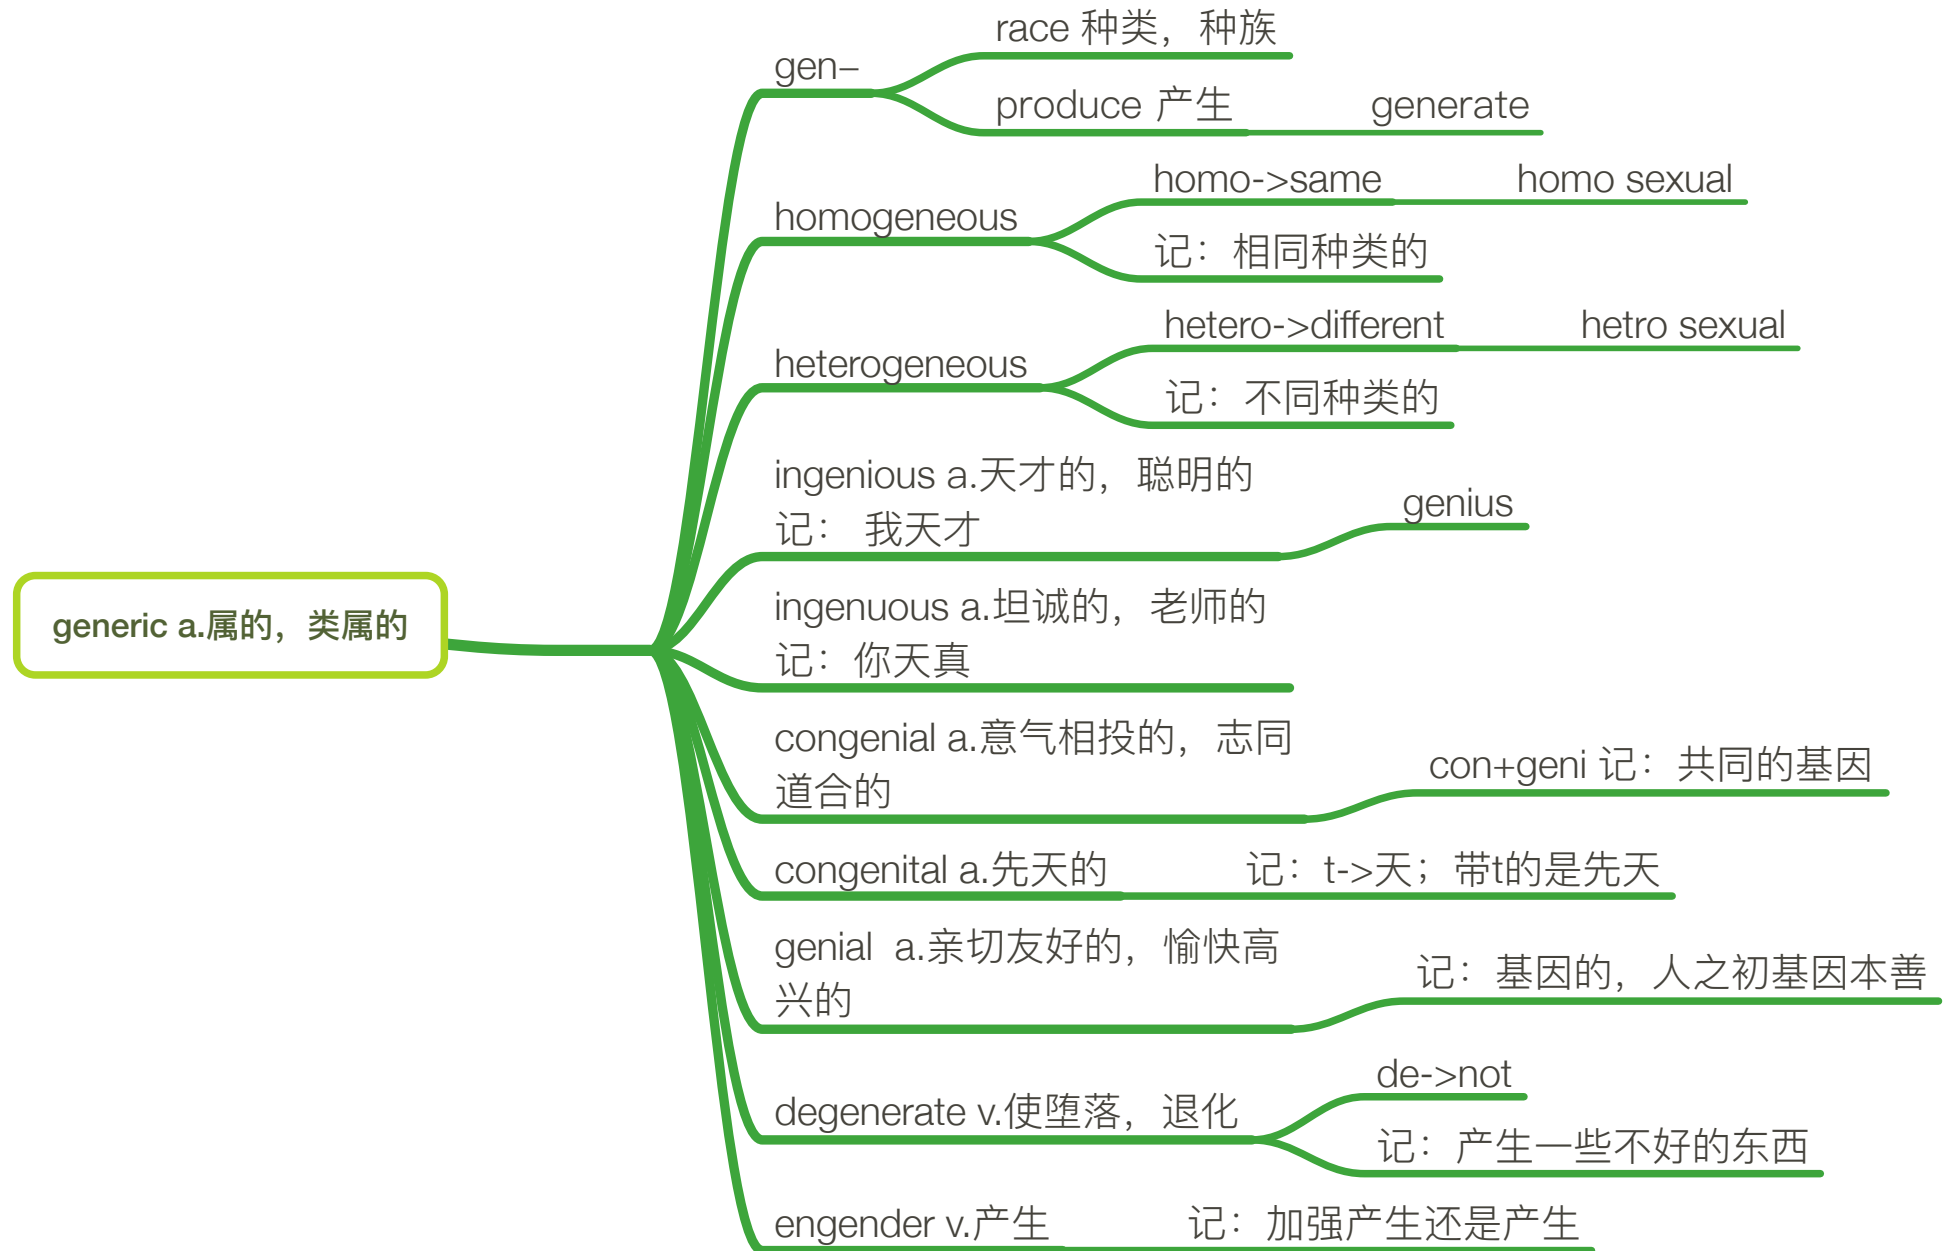 generic a.属的，类属的
gen–
race 种类，种族
produce 产生
generate
homogeneous
homo->same
homo sexual
记：相同种类的
heterogeneous
hetero->different
hetro sexual
记：不同种类的
ingenious a.天才的，聪明的
记： 我天才
genius
ingenuous a.坦诚的，老师的
记：你天真
congenial a.意气相投的，志同
道合的
con+geni 记：共同的基因
congenital a.先天的
记：t->天；带t的是先天
genial  a.亲切友好的，愉快高
兴的
记：基因的，人之初基因本善
degenerate v.使堕落，退化
de->not
记：产生一些不好的东西
engender v.产生
记：加强产生还是产生